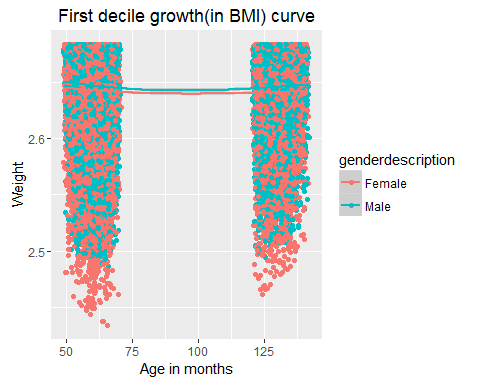 First decile growth(in BMI) curve
Weight
2.6
2.5
50
75
100
125
Age in months
genderdescription
Female
Male